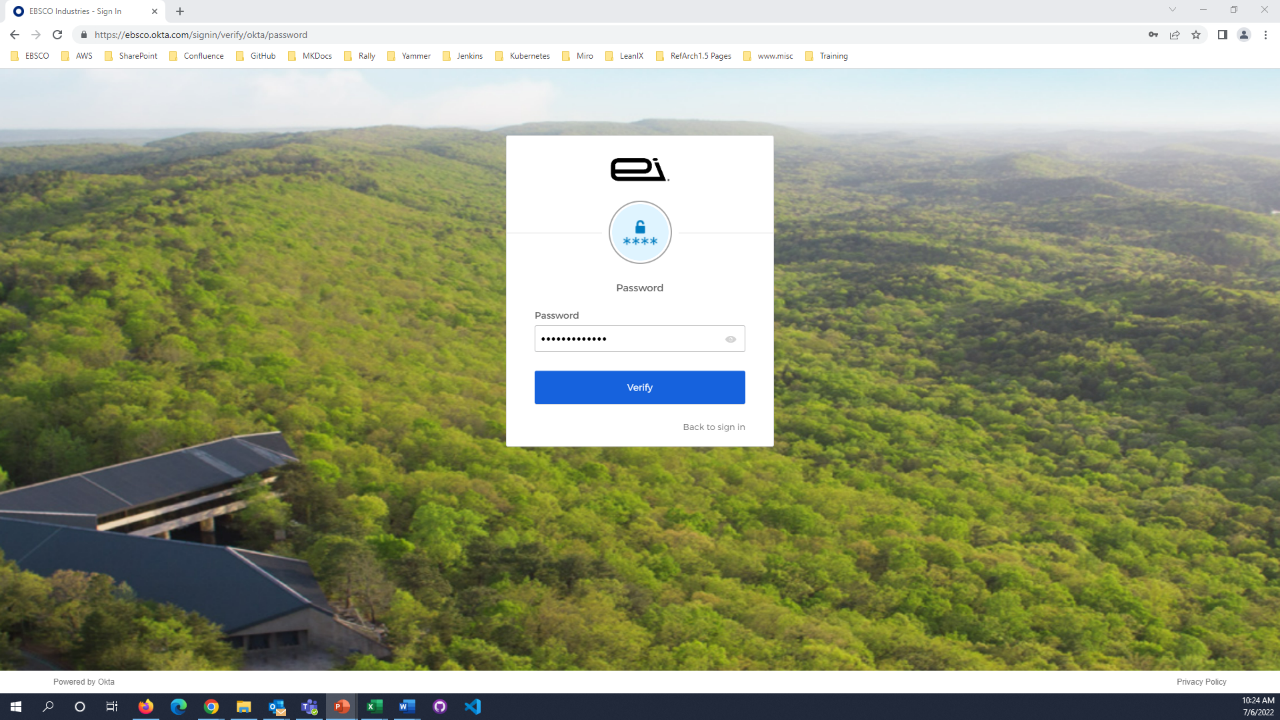 EBSCO Industries - Sign In
https://ebsco.okta.com/signin/verify/okta/password
EBSCO AWS SharePoint Confluence GitHub MKDocs Rally Yammer Jenkins Kubernetes Miro LeanIX RefArch1.5 Pages www.misc Training
ei
Password
Password
Verify
Back to sign in
Powered by Okta
Privacy Policy
10:24 AM
7/6/2022